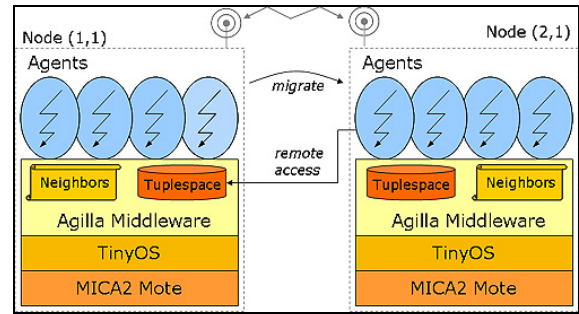 Node (1,1)
Agents
Neighbors
Tuplespace
Agilla Middleware
TinyOS
MICA2 Mote
migrate
remote
access
Node (2,1)
Agents
Tuplespace
Neighbors
Agilla Middleware
TinyOS
MICA2 Mote